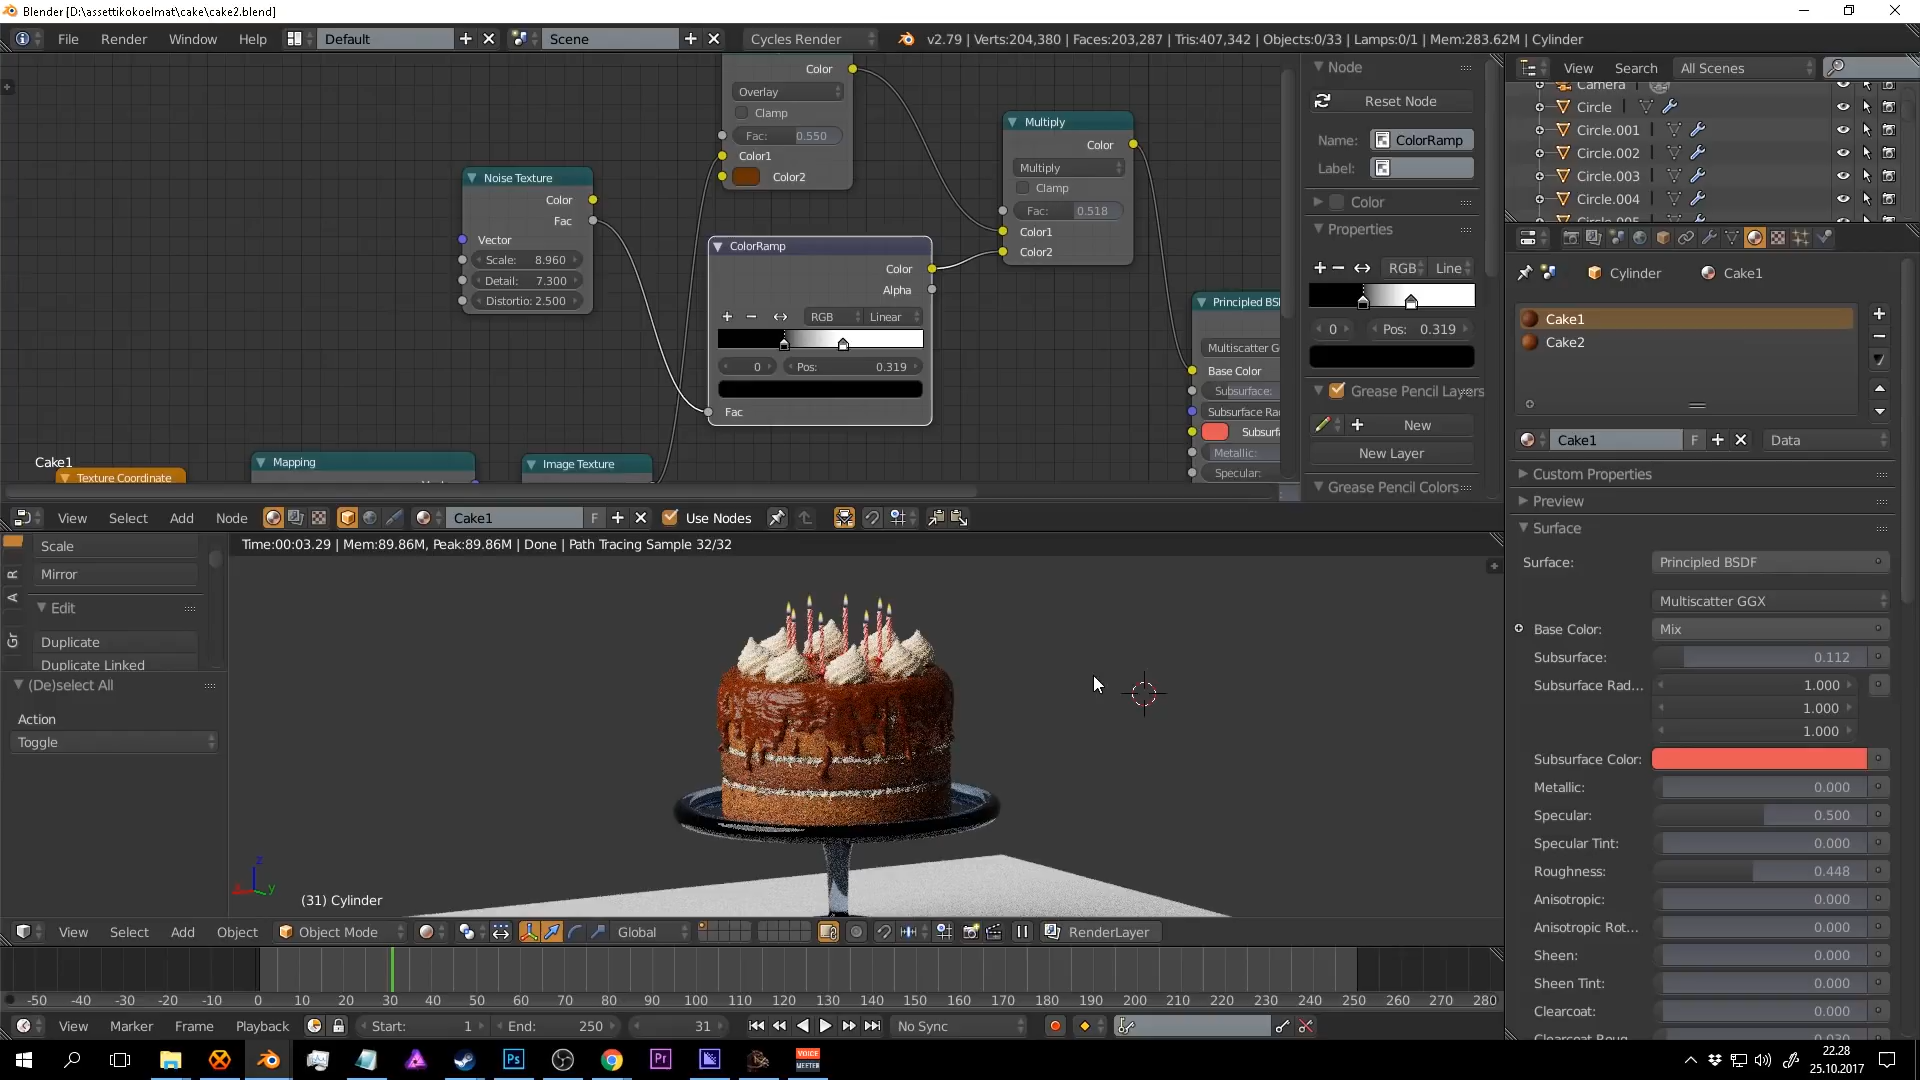 Blender [D:\assettikokoelmat\cake\cake2.blend]
File Render Window Help Default Scene Cycles Render v2.79 | Verts:204,380 | Faces:203,287 | Tris:407,342 | Objects:0/33 | Lamps:0/1 | Mem:283.62M | Cylinder
Color
Overlay
Clamp
Fac: 0.550
Color1
Color2
Noise Texture
Color
Fac
Vector
Scale: 8.960
Detail: 7.300
Distortio: 2.500
ColorRamp
Color
Alpha
RGB Linear
0 Pos: 0.319
Fac
Multiply
Color
Multiply
Clamp
Fac: 0.518
Color1
Color2
Principled BSI
Multiscatter G
Base Color
Subsurface:
Subsurface Ra
Subsurf
Metallic:
Specular:
Cake1
Texture Coordinate
Mapping
Image Texture
Node
Reset Node
Name: ColorRamp
Label:
Color
Properties
RGB Line
0 Pos: 0.319
Grease Pencil Layers
New
New Layer
Grease Pencil Colors
View Search All Scenes
Camera
Circle
Circle.001
Circle.002
Circle.003
Circle.004
Cylinder Cake1
Cake1
Cake2
Cake1 F Data
Custom Properties
Preview
Surface
Surface: Principled BSDF
Multiscatter GGX
Base Color: Mix
Subsurface: 0.112
Subsurface Rad... 1.000
1.000
1.000
Subsurface Color:
Metallic: 0.000
Specular: 0.500
Specular Tint: 0.000
Roughness: 0.448
Anisotropic: 0.000
Anisotropic Rot... 0.000
Sheen: 0.000
Sheen Tint: 0.000
Clearcoat: 0.000
View Select Add Node Cake1 F Use Nodes
Scale
Mirror
Edit
Duplicate
Duplicate Linked
(De)select All
Action
Toggle
R
A
Gr
Time:00:03.29 | Mem:89.86M, Peak:89.86M | Done | Path Tracing Sample 32/32
z
x
y
(31) Cylinder
View Select Add Object Object Mode Global RenderLayer
-50 -40 -30 -20 -10 0 10 20 30 40 50 60 70 80 90 100 110 120 130 140 150 160 170 180 190 200 210 220 230 240 250 260 270 280
View Marker Frame Playback Start: 1 End: 250 31 No Sync
Ps
Pr
VOICE
MEETER
22.28
25.10.2017